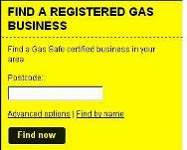 FIND A REGISTERED GAS
BUSINESS
Find a Gas Safe certified business in your
area
Postcode:
Advanced options | Find by name
Find now